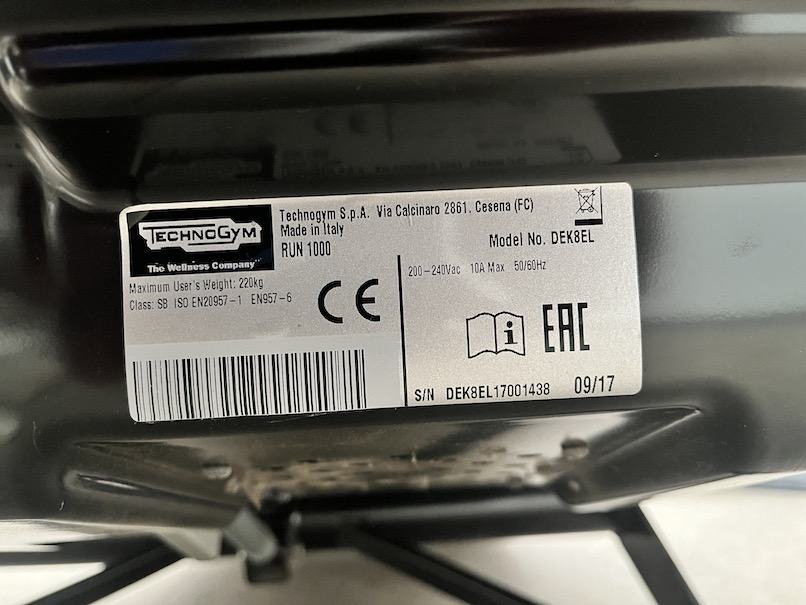 TECHNOGYM
The Wellness Company
Technogym S.p.A. Via Calcinaro 2861. Cesena (FC)
Made in Italy
RUN 1000
Model No. DEK8EL
Maximum User's Weight: 220kg
Class: SB ISO EN20957-1 EN957-6
CE
200-240Vac 10A Max 50/60Hz
i
EAC
S/N DEK8EL17001438 09/17